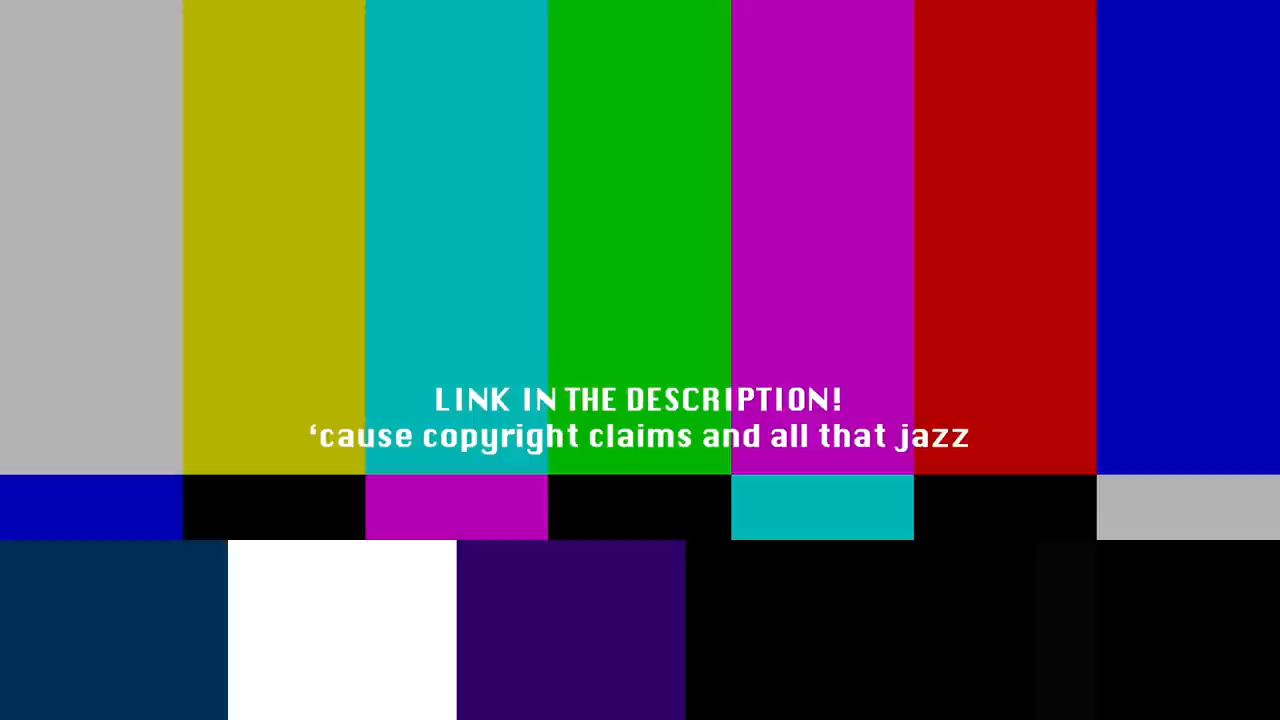 LINK IN THE DESCRIPTION!
‘cause copyright claims and all that jazz